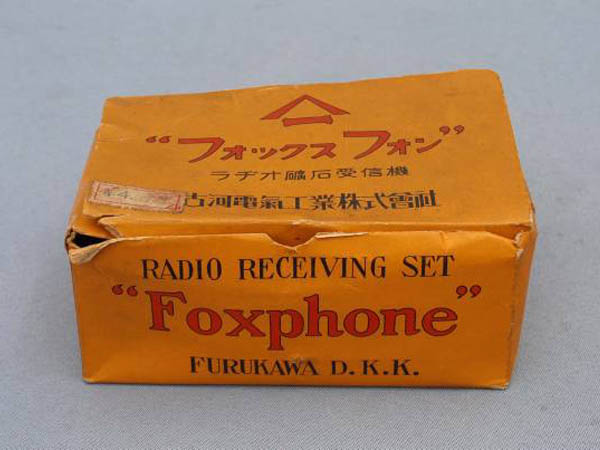 “フォックスフォン”
ラヂオ鑛石受信機
古河電氣工業株式會社
RADIO RECEIVING SET
“Foxphone”
FURUKAWA D.K.K.